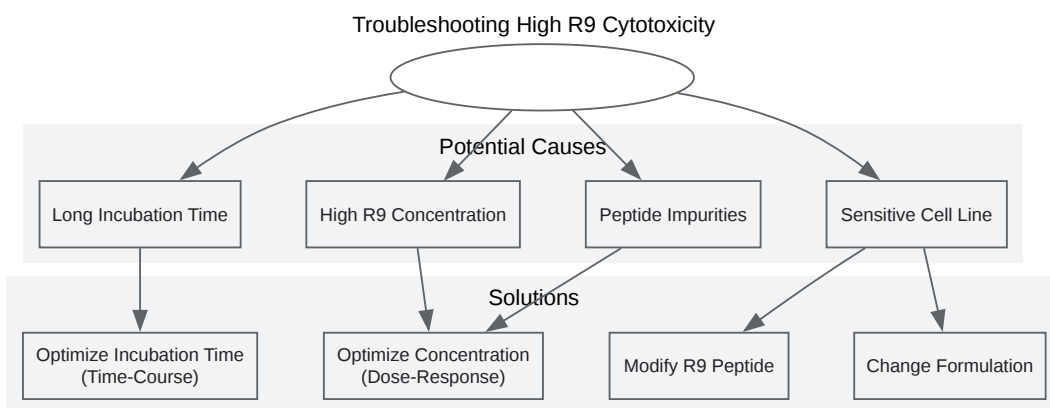 Troubleshooting High R9 Cytotoxicity
Potential Causes
Long Incubation Time
High R9 Concentration
Peptide Impurities
Sensitive Cell Line
Solutions
Optimize Incubation Time
(Time-Course)
Optimize Concentration
(Dose-Response)
Modify R9 Peptide
Change Formulation